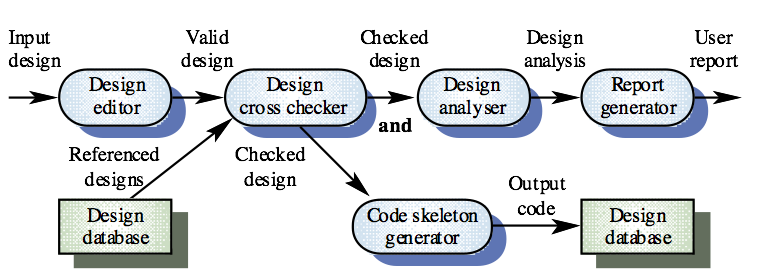 Input
design
Valid
design
Checked
design
Design
analysis
User
report
Design
editor
Design
cross checker
Design
analyser
Report
generator
and
Referenced
designs
Checked
design
Output
code
Design
database
Code skeleton
generator
Design
database